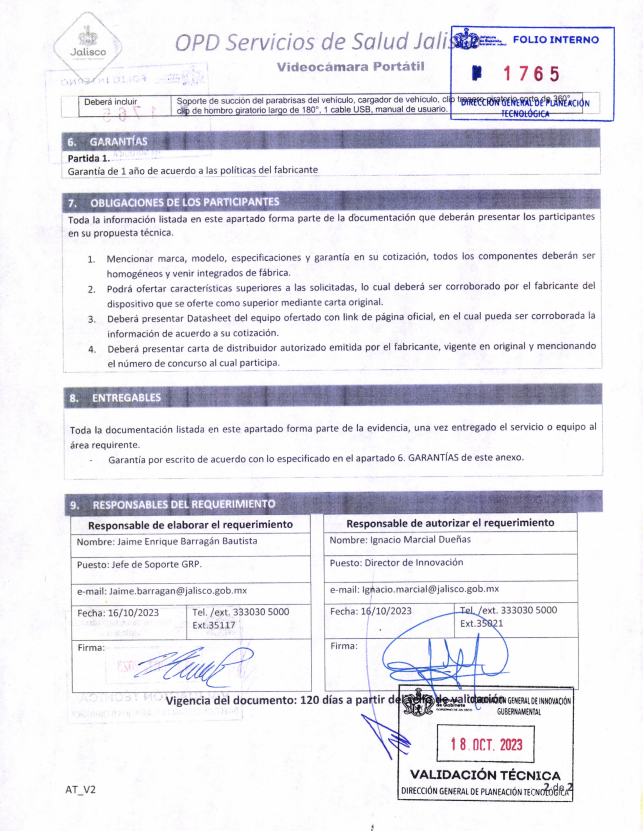 Jalisco
OPD Servicios de Salud Jalisco
Videocámara Portátil
FOLIO INTERNO
1765
DIRECCIÓN GENERAL DE PLANEACIÓN
TECNOLÓGICA
Deberá incluir
Soporte de succión del parabrisas del vehículo, cargador de vehículo, clip trasero giratorio corto de 360°,
clip de hombro giratorio largo de 180°, 1 cable USB, manual de usuario.
6. GARANTÍAS
Partida 1.
Garantía de 1 año de acuerdo a las políticas del fabricante
7. OBLIGACIONES DE LOS PARTICIPANTES
Toda la información listada en este apartado forma parte de la documentación que deberán presentar los participantes
en su propuesta técnica.
1. Mencionar marca, modelo, especificaciones y garantía en su cotización, todos los componentes deberán ser
homogéneos y venir integrados de fábrica.
2. Podrá ofertar características superiores a las solicitadas, lo cual deberá ser corroborado por el fabricante del
dispositivo que se oferte como superior mediante carta original.
3. Deberá presentar Datasheet del equipo ofertado con link de página oficial, en el cual pueda ser corroborada la
información de acuerdo a su cotización.
4. Deberá presentar carta de distribuidor autorizado emitida por el fabricante, vigente en original y mencionando
el número de concurso al cual participa.
8. ENTREGABLES
Toda la documentación listada en este apartado forma parte de la evidencia, una vez entregado el servicio o equipo al
área requirente.
- Garantía por escrito de acuerdo con lo especificado en el apartado 6. GARANTÍAS de este anexo.
9. RESPONSABLES DEL REQUERIMIENTO
Responsable de elaborar el requerimiento
Nombre: Jaime Enrique Barragán Bautista
Puesto: Jefe de Soporte GRP.
e-mail: Jaime.barragan@jalisco.gob.mx
Fecha: 16/10/2023
Tel. /ext. 333030 5000
Ext.35117
Firma:
Responsable de autorizar el requerimiento
Nombre: Ignacio Marcial Dueñas
Puesto: Director de Innovación
e-mail: Ignacio.marcial@jalisco.gob.mx
Fecha: 16/10/2023
Tel. /ext. 333030 5000
Ext.35021
Firma:
Vigencia del documento: 120 días a partir del sello de validación
GENERAL DE INNOVACIÓN
GUBERNAMENTAL
18 OCT. 2023
VALIDACIÓN TÉCNICA
DIRECCIÓN GENERAL DE PLANEACIÓN TECNOLÓGICA
AT_V2
2 de 2